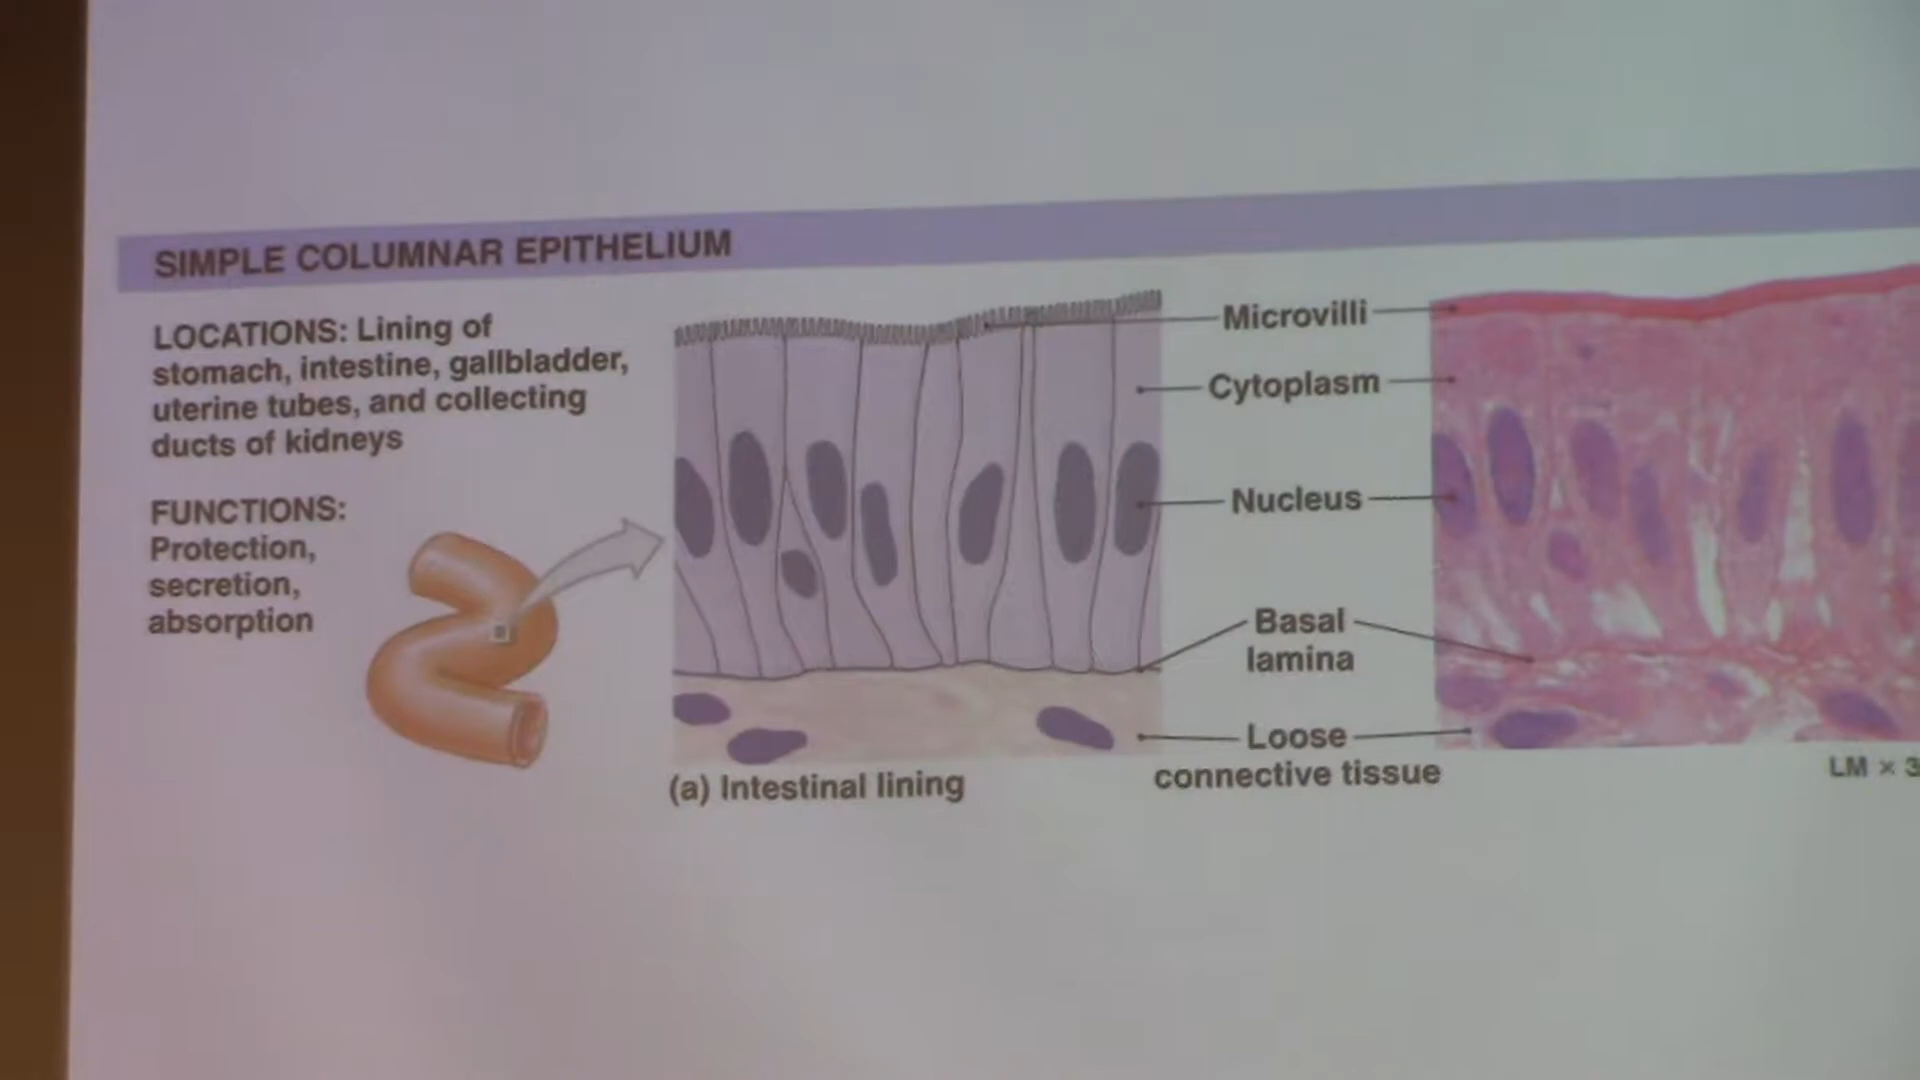 SIMPLE COLUMNAR EPITHELIUM
LOCATIONS: Lining of
stomach, intestine, gallbladder,
uterine tubes, and collecting
ducts of kidneys
FUNCTIONS:
Protection,
secretion,
absorption
Microvilli
Cytoplasm
Nucleus
Basal
lamina
Loose
connective tissue
(a) Intestinal lining
LM × 3